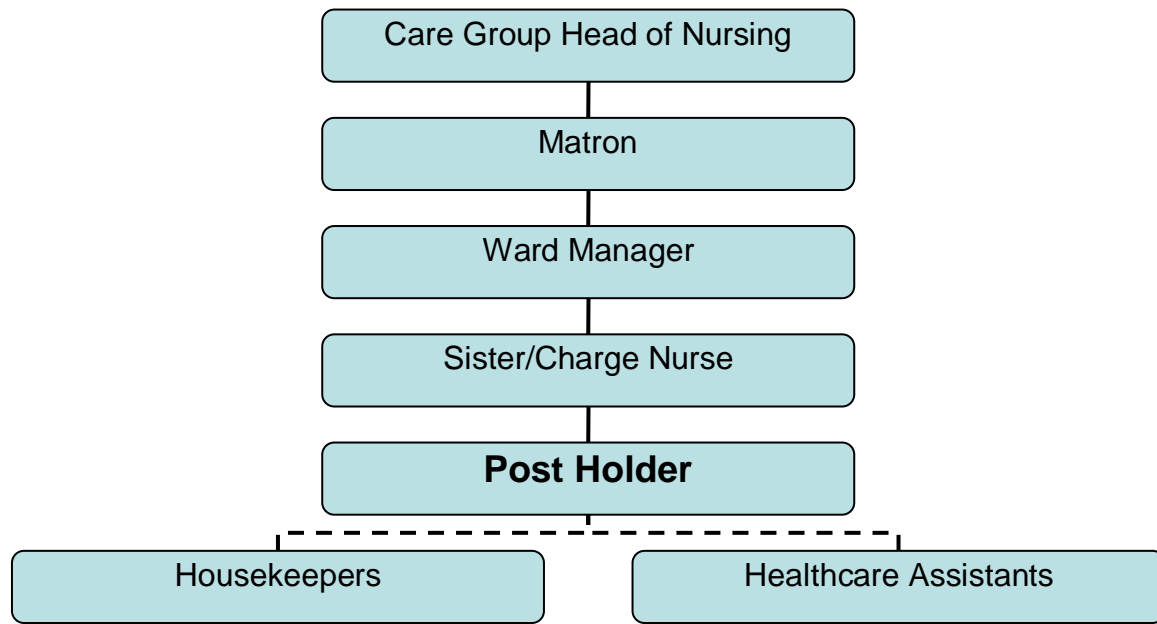 Care Group Head of Nursing
Matron
Ward Manager
Sister/Charge Nurse
Post Holder
Housekeepers
Healthcare Assistants